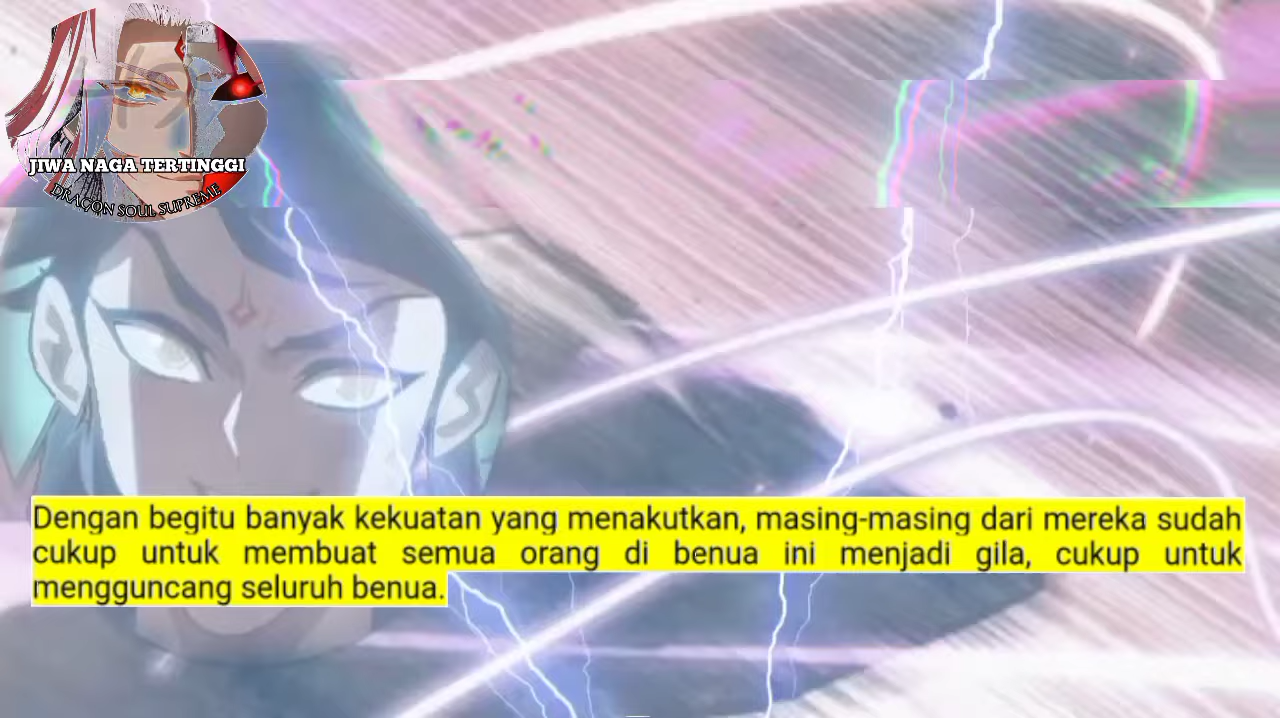 JIWA NAGA TERTINGGI
DRAGON SOUL SUPREME
Dengan begitu banyak kekuatan yang menakutkan, masing-masing dari mereka sudah
cukup untuk membuat semua orang di benua ini menjadi gila, cukup untuk
mengguncang seluruh benua.